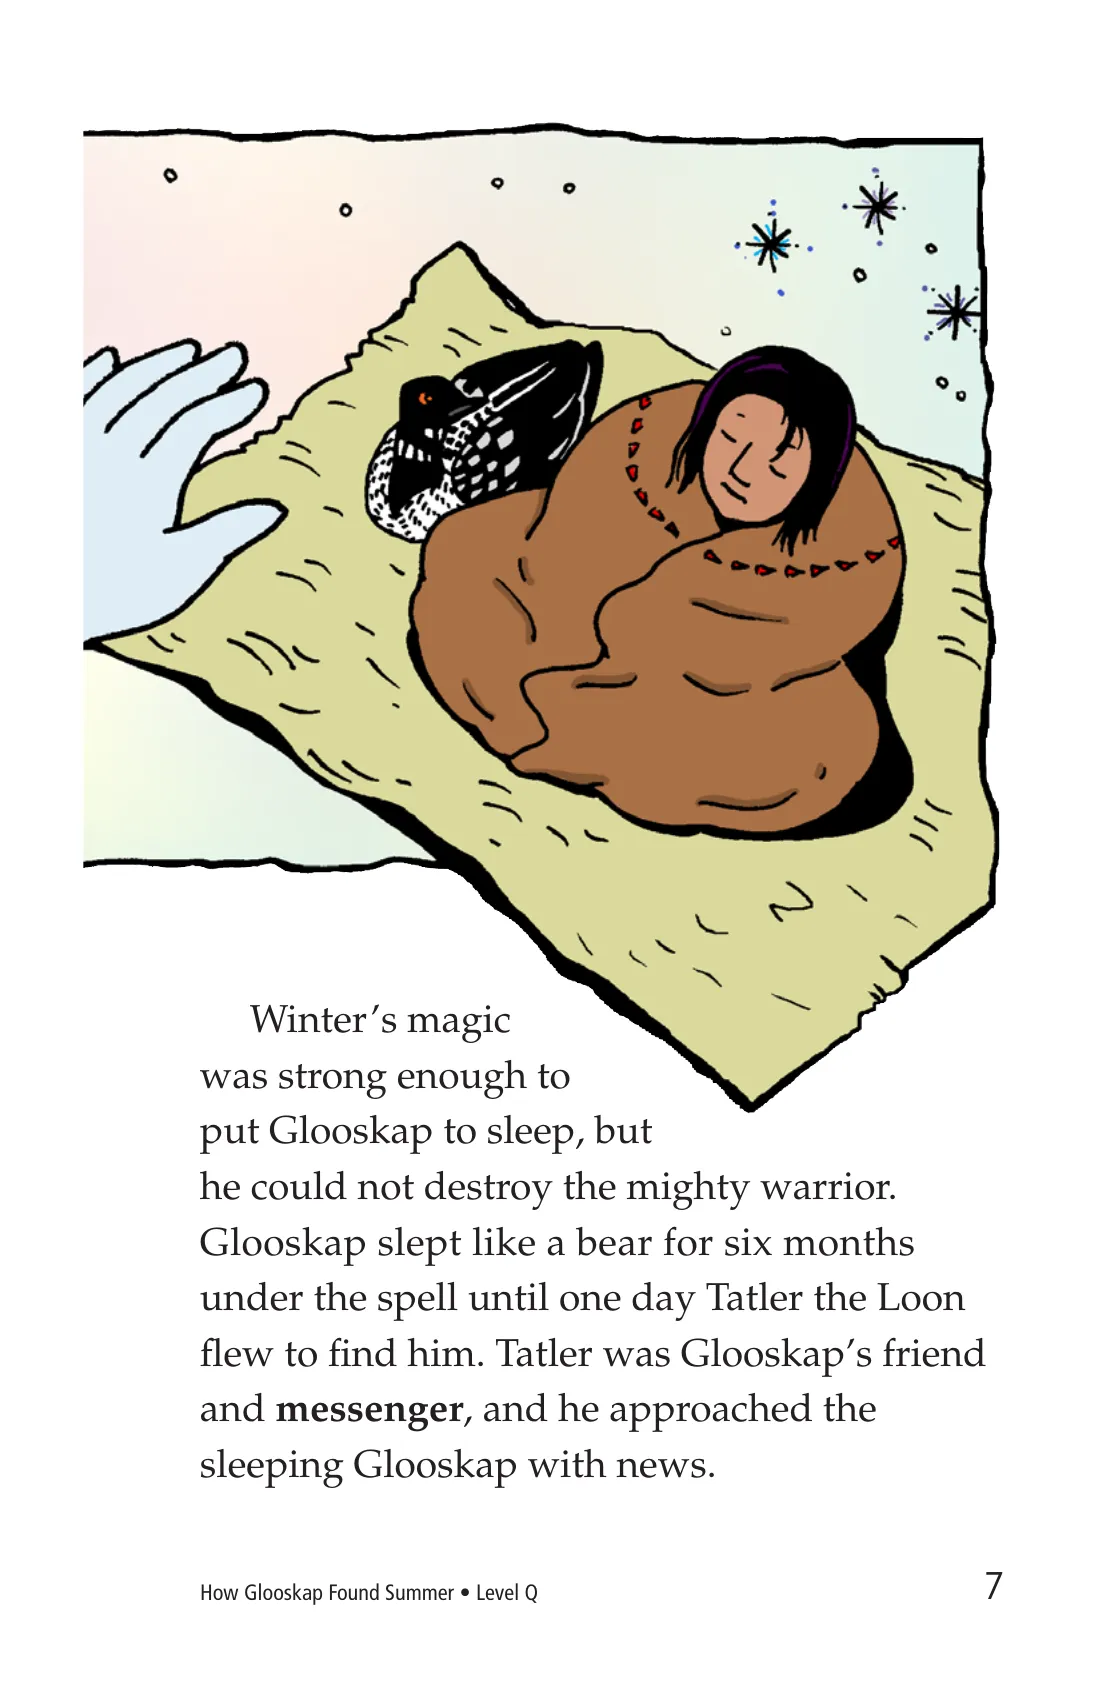 Winter’s magic
was strong enough to
put Glooskap to sleep, but
he could not destroy the mighty warrior.
Glooskap slept like a bear for six months
under the spell until one day Tatler the Loon
flew to find him. Tatler was Glooskap’s friend
and messenger, and he approached the
sleeping Glooskap with news.
How Glooskap Found Summer • Level Q
7